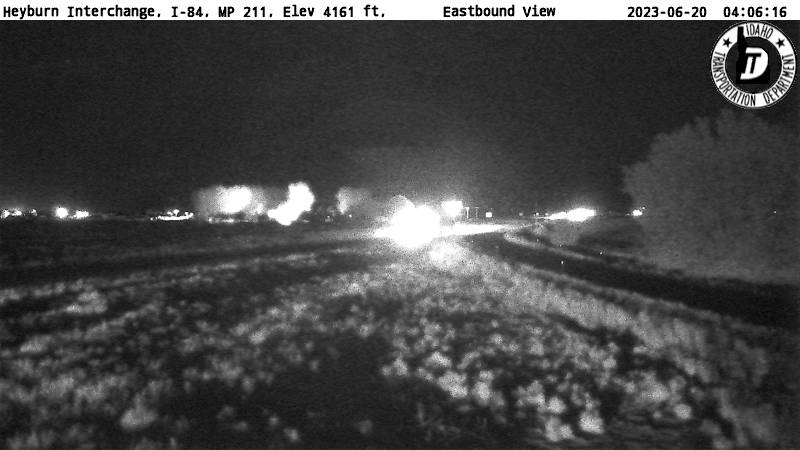 Heyburn Interchange, I-84, MP 211, Elev 4161 ft, Eastbound View 2023-06-20 04:06:16
IDAHO
TRANSPORTATION DEPARTMENT